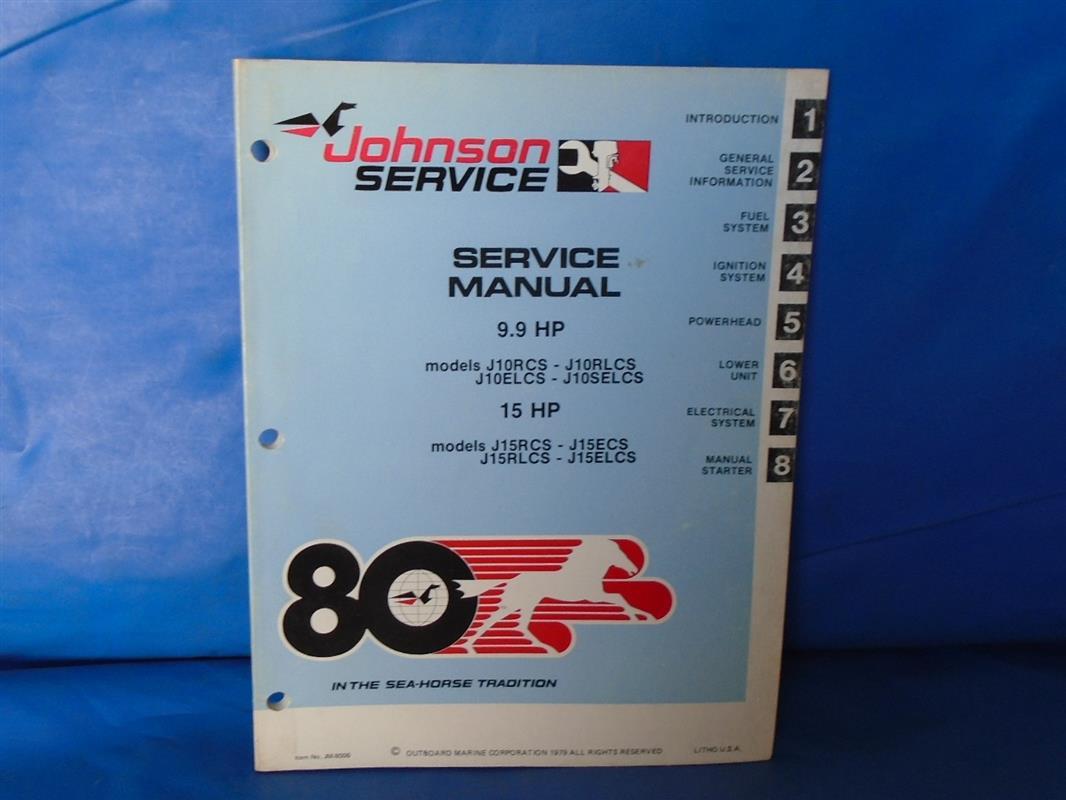 Johnson
SERVICE
SERVICE
MANUAL
9.9 HP
models J10RCS - J10RLCS
J10ELCS - J10SELCS
15 HP
models J15RCS - J15ECS
J15RLCS - J15ELCS
INTRODUCTION 1
GENERAL
SERVICE
INFORMATION 2
FUEL
SYSTEM 3
IGNITION
SYSTEM 4
POWERHEAD 5
LOWER
UNIT 6
ELECTRICAL
SYSTEM 7
MANUAL
STARTER 8
80
IN THE SEA-HORSE TRADITION
Item No.
© OUTBOARD MARINE CORPORATION 1979 ALL RIGHTS RESERVED
LITHO U.S.A.